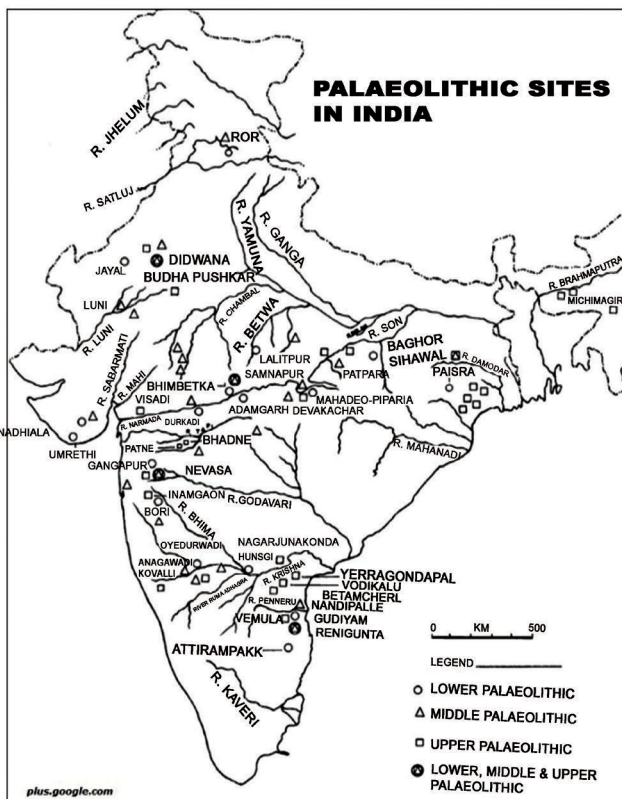 PALAEOLITHIC SITES
IN INDIA
R. JHELUM
ROR
R. SATLUJ
R. YAMUNA
R. GANGA
DIDWANA
JAYAL
BUDHA PUSHKAR
R. BRAHMAPUTRA
MICHIMAGIR
LUNI
R. LUNI
R. CHAMBAL
R. BETWA
R. SON
BAGHOR
SIHAWAL
R. DAMODAR
R. SABARMATI
R. MAHI
LALITPUR
SAMNAPUR
PATPARA
PAISRA
BHIMBETKA
VISADI
ADAMGARH
MAHADEO-PIPARIA
DEVAKACHAR
NADHIALA
UMRETHI
R. NARMADA
DURKADI
BHADNE
PATNE
R. MAHANADI
GANGAPUR
NEVASA
INAMGAON
BORI
R.GODAVARI
R. BHIMA
OYEDURWADI
NAGARJUNAKONDA
HUNSGI
ANAGAWADI
KOVALLI
R. KRISHNA
YERRAGONDAPAL
VODIKALU
BETAMCHERL
R. PENNERU
NANDIPALLE
VEMULA
GUDIYAM
RENIGUNTA
ATTIRAMPAKK
R. KAVERI
0 KM 500
LEGEND
LOWER PALAEOLITHIC
MIDDLE PALAEOLITHIC
UPPER PALAEOLITHIC
LOWER, MIDDLE & UPPER
PALAEOLITHIC
plus.google.com